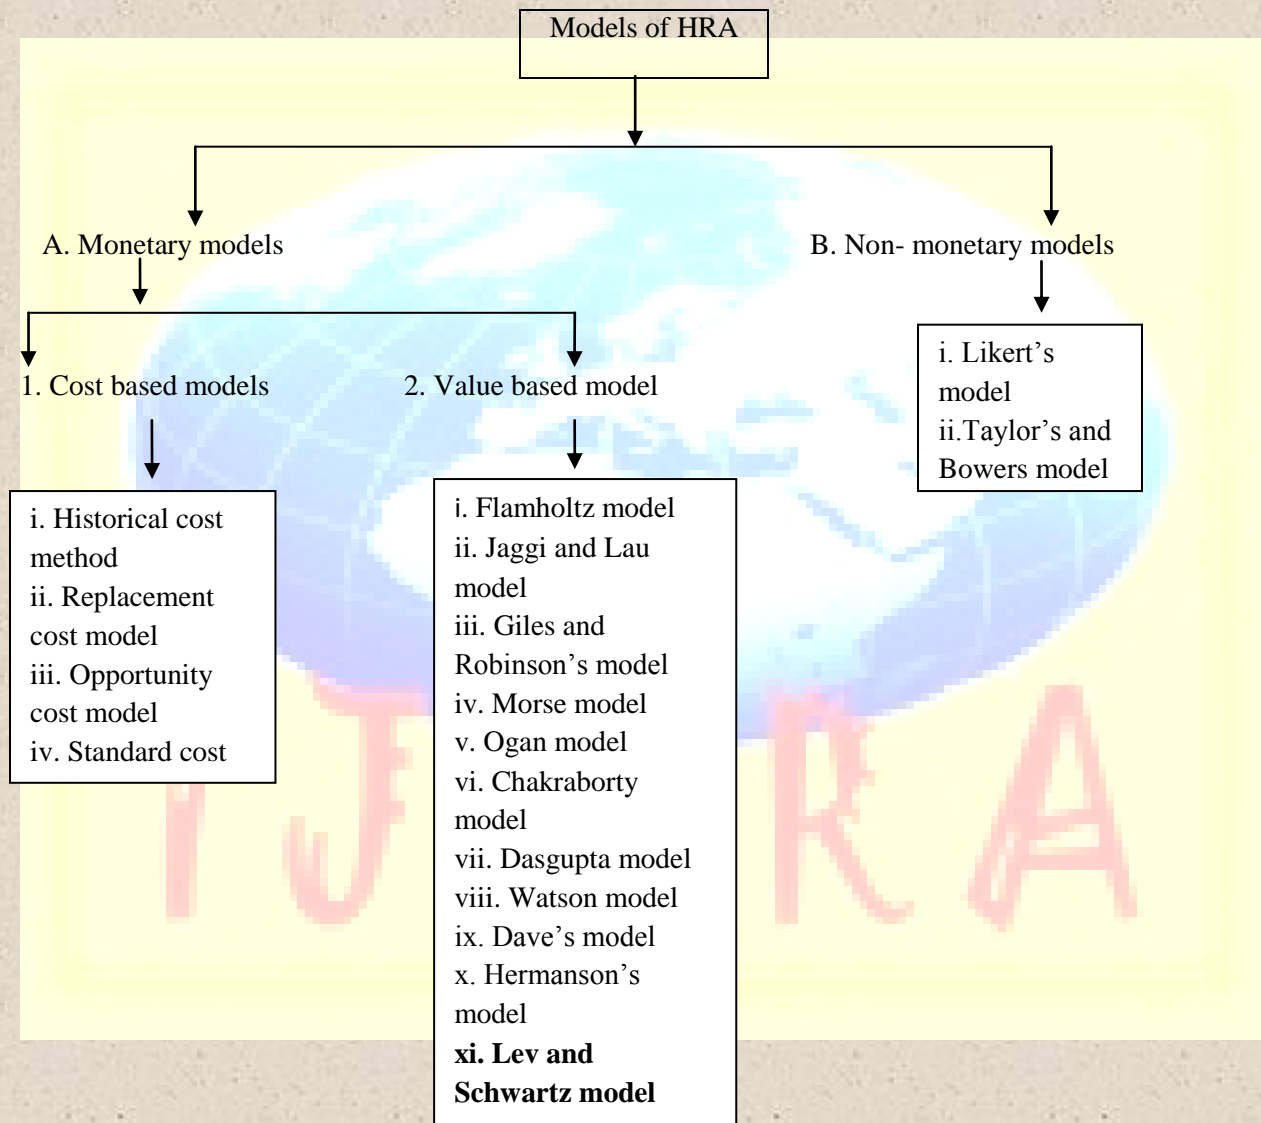 Models of HRA
A. Monetary models
B. Non- monetary models
1. Cost based models
2. Value based model
i. Likert’s
model
ii.Taylor’s and
Bowers model
i. Historical cost
method
ii. Replacement
cost model
iii. Opportunity
cost model
iv. Standard cost
i. Flamholtz model
ii. Jaggi and Lau
model
iii. Giles and
Robinson’s model
iv. Morse model
v. Ogan model
vi. Chakraborty
model
vii. Dasgupta model
viii. Watson model
ix. Dave’s model
x. Hermanson’s
model
xi. Lev and
Schwartz model